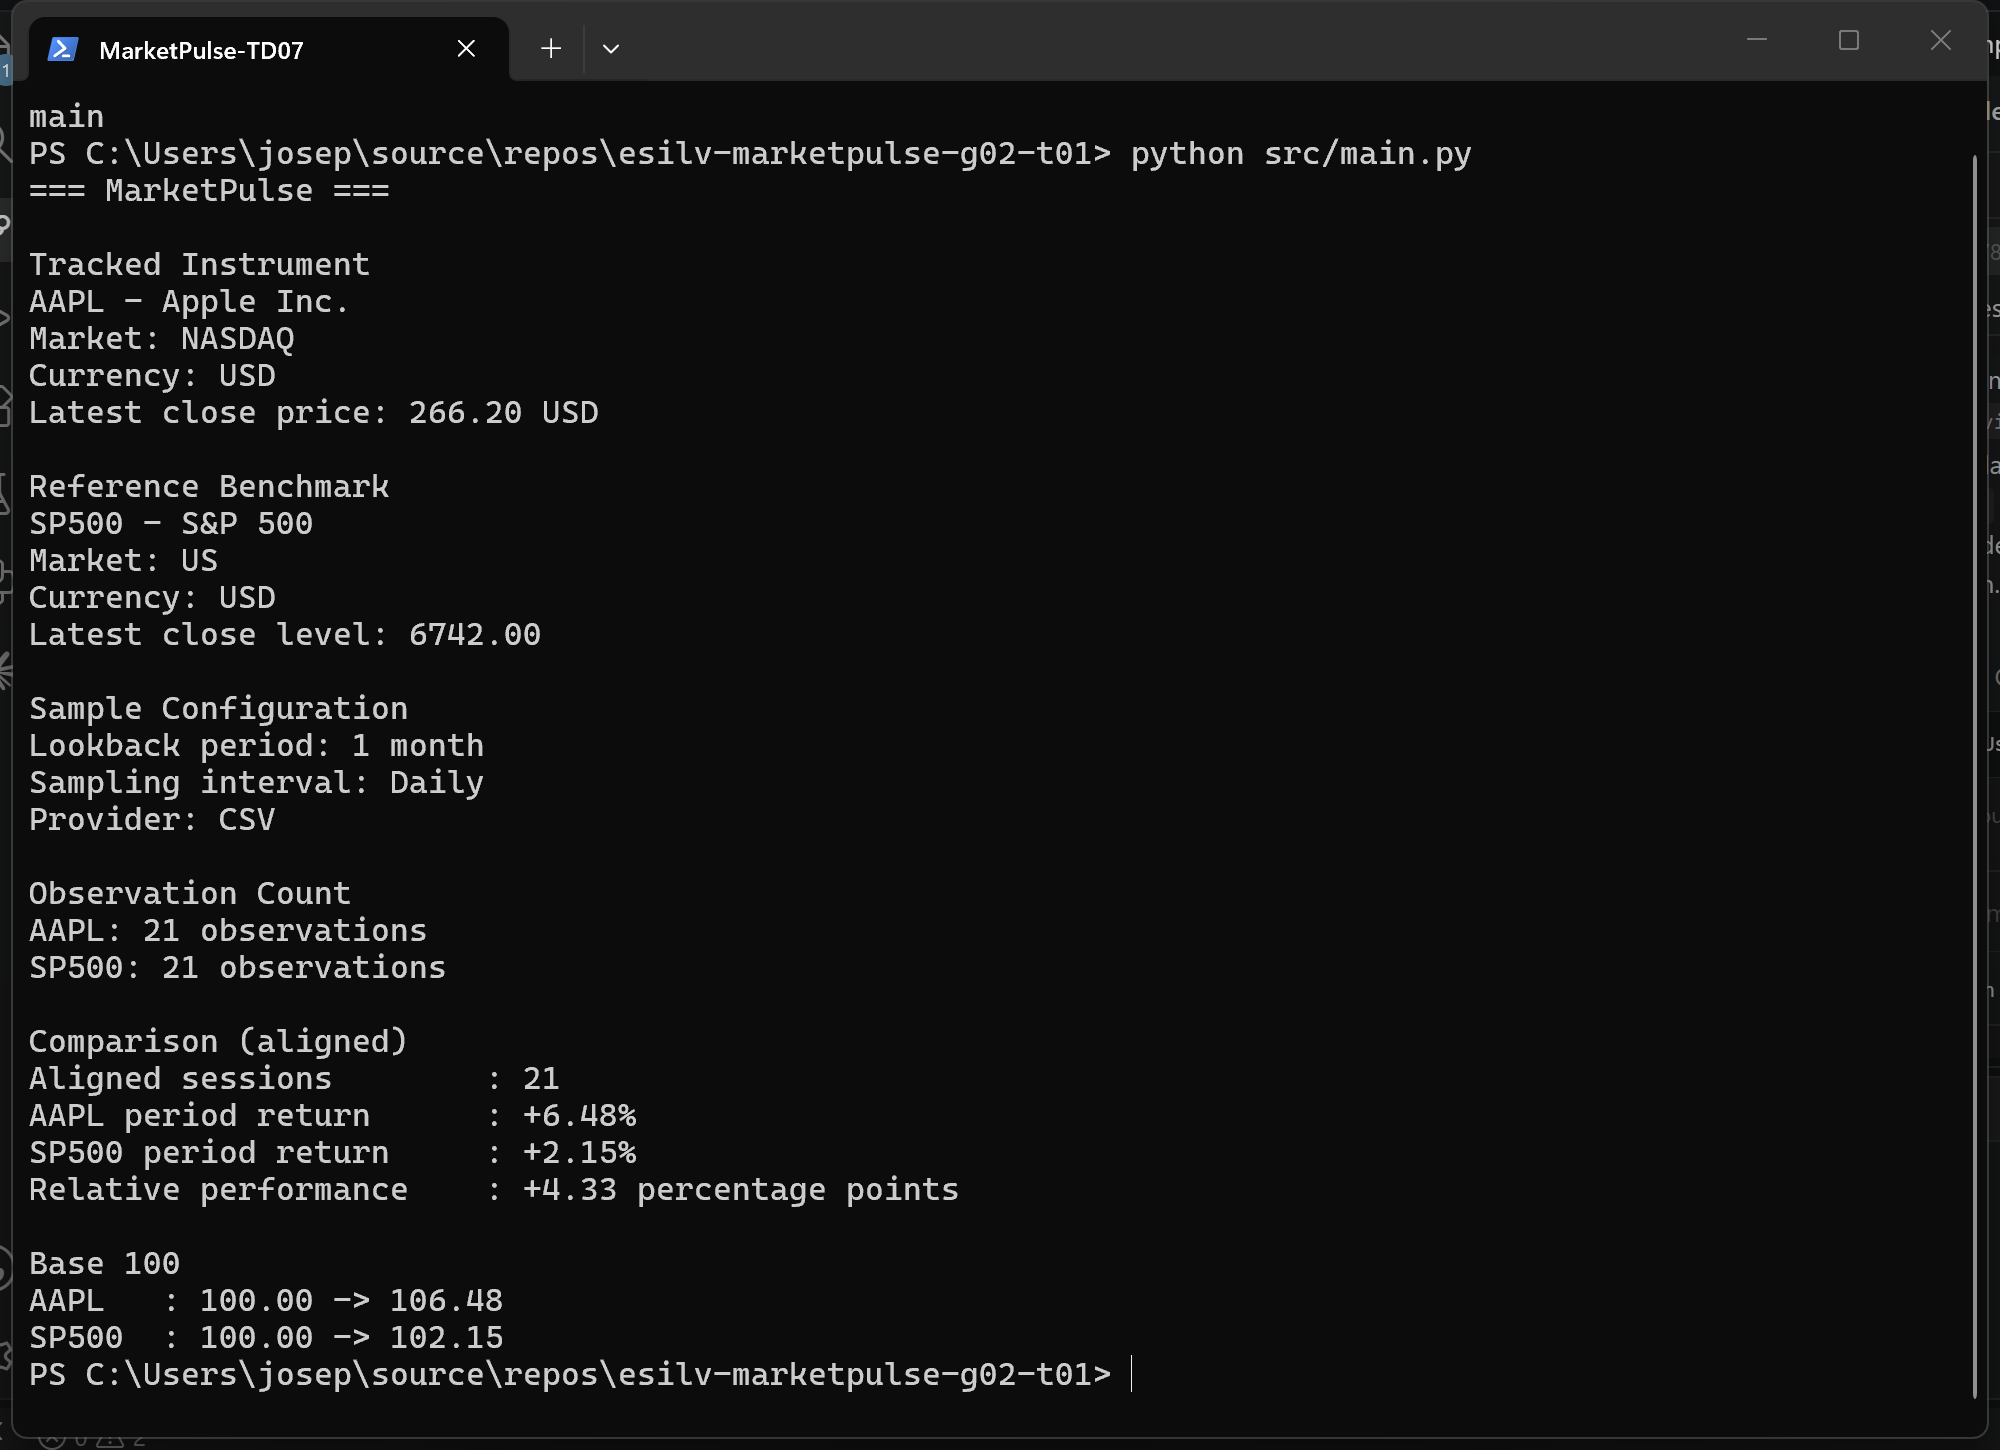 MarketPulse-TD07
main
PS C:\Users\josep\source\repos\esilv-marketpulse-g02-t01> python src/main.py
=== MarketPulse ===
Tracked Instrument
AAPL - Apple Inc.
Market: NASDAQ
Currency: USD
Latest close price: 266.20 USD
Reference Benchmark
SP500 - S&P 500
Market: US
Currency: USD
Latest close level: 6742.00
Sample Configuration
Lookback period: 1 month
Sampling interval: Daily
Provider: CSV
Observation Count
AAPL: 21 observations
SP500: 21 observations
Comparison (aligned)
Aligned sessions : 21
AAPL period return : +6.48%
SP500 period return : +2.15%
Relative performance : +4.33 percentage points
Base 100
AAPL : 100.00 -> 106.48
SP500 : 100.00 -> 102.15
PS C:\Users\josep\source\repos\esilv-marketpulse-g02-t01>